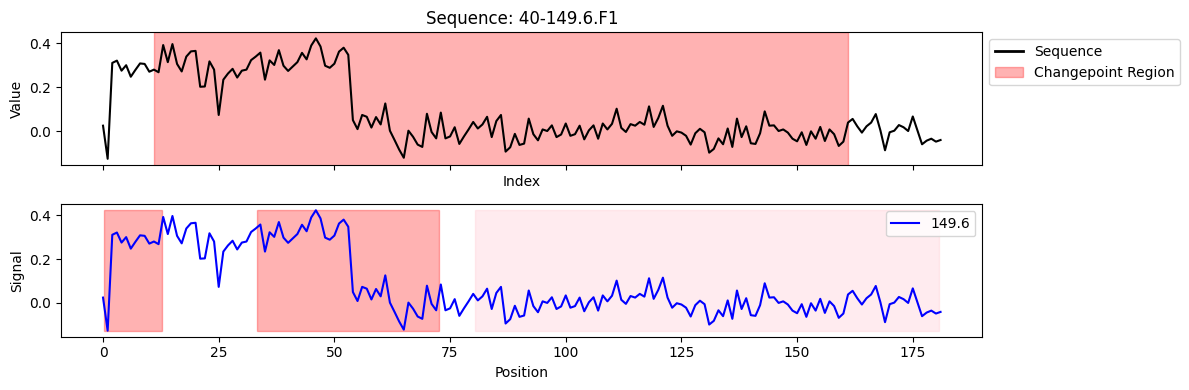 Sequence: 40-149.6.F1
0.4
0.2
0.0
Value
Index
Sequence
Changepoint Region
0.4
0.2
0.0
Signal
149.6
0 25 50 75 100 125 150 175
Position